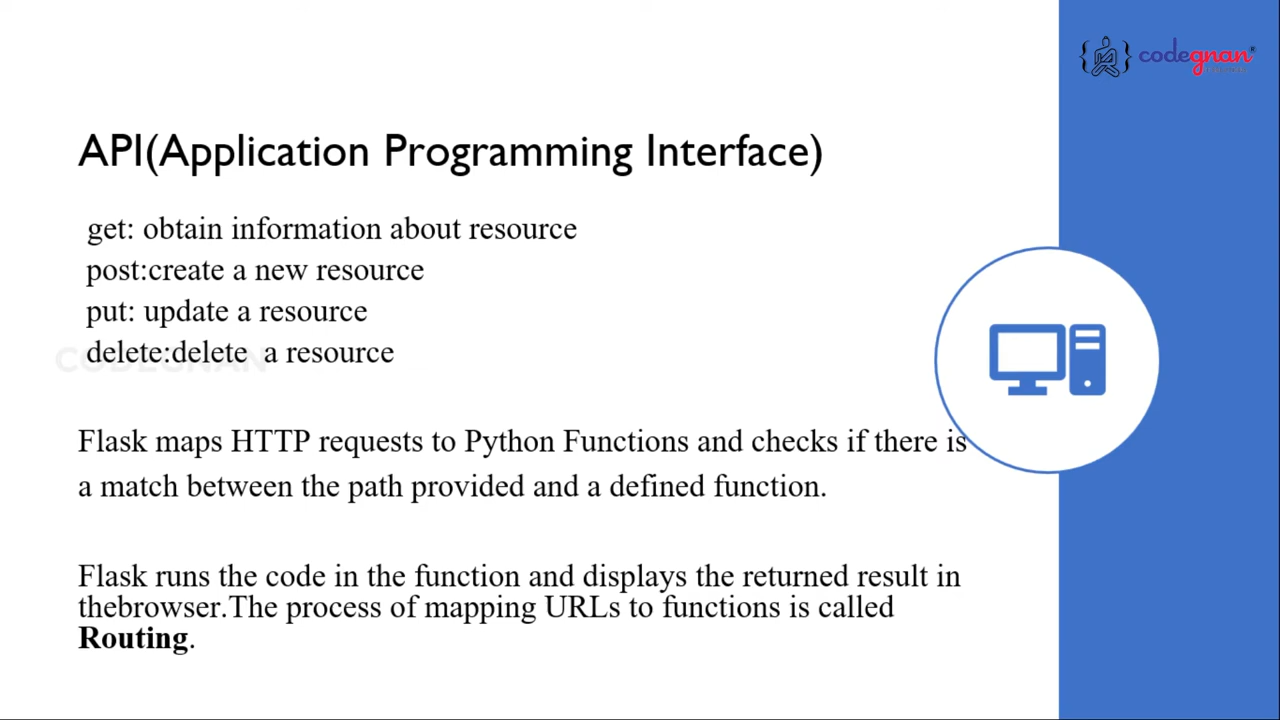 codegnan®
API(Application Programming Interface)
get: obtain information about resource
post:create a new resource
put: update a resource
delete:delete a resource
CODEGNAN
Flask maps HTTP requests to Python Functions and checks if there is
a match between the path provided and a defined function.
Flask runs the code in the function and displays the returned result in
thebrowser.The process of mapping URLs to functions is called
Routing.